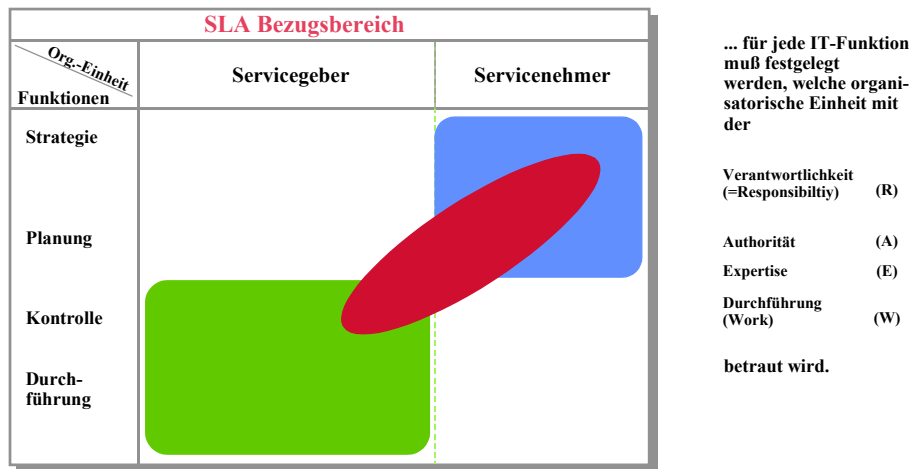 SLA Bezugsbereich
Org.-Einheit
Funktionen
Servicegeber
Servicenehmer
Strategie
Planung
Kontrolle
Durch-
führung
... für jede IT-Funktion
muß festgelegt
werden, welche organi-
satorische Einheit mit
der
Verantwortlichkeit
(=Responsibiltiy) (R)
Authorität (A)
Expertise (E)
Durchführung
(Work) (W)
betraut wird.